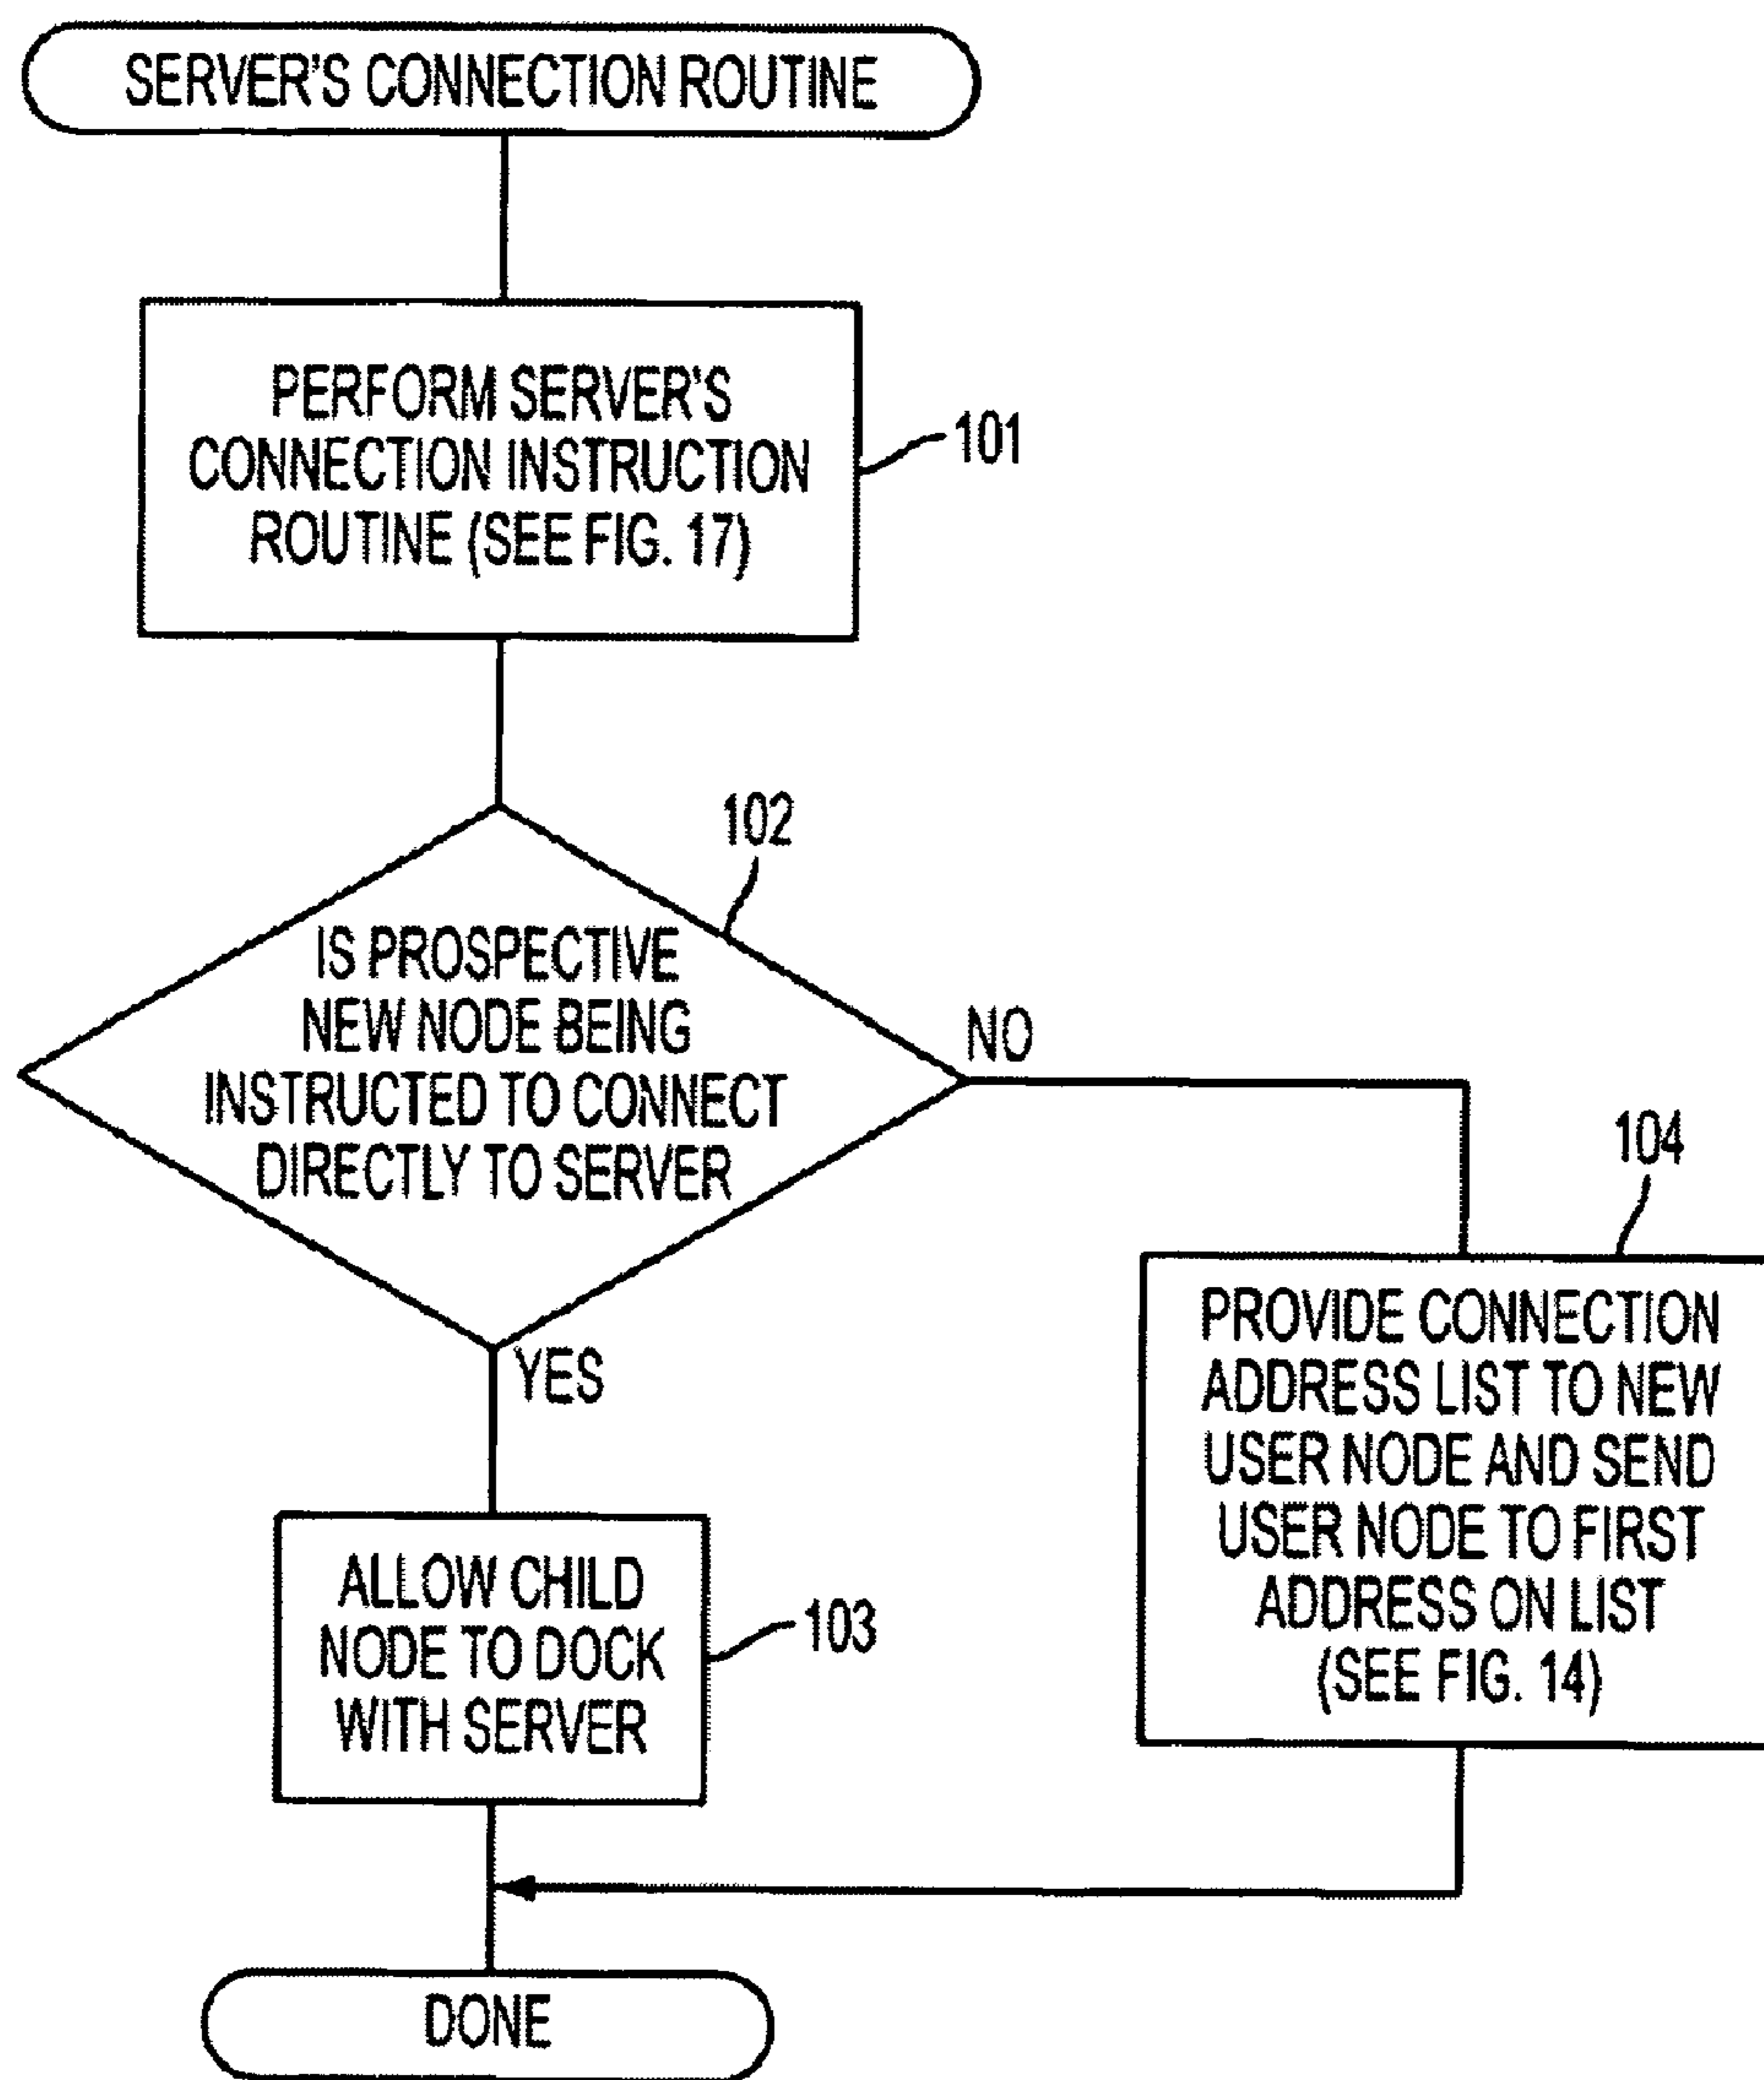 SERVER'S CONNECTION ROUTINE
PERFORM SERVER'S
CONNECTION INSTRUCTION
ROUTINE (SEE FIG. 17)
101
102
IS PROSPECTIVE
NEW NODE BEING
INSTRUCTED TO CONNECT
DIRECTLY TO SERVER
NO
YES
104
PROVIDE CONNECTION
ADDRESS LIST TO NEW
USER NODE AND SEND
USER NODE TO FIRST
ADDRESS ON LIST
(SEE FIG. 14)
ALLOW CHILD
NODE TO DOCK
WITH SERVER
103
DONE